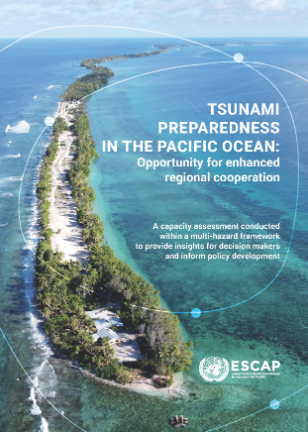 TSUNAMI
PREPAREDNESS
IN THE PACIFIC OCEAN:
Opportunity for enhanced
regional cooperation
A capacity assessment conducted
within a multi-hazard framework
to provide insights for decision makers
and inform policy development
ESCAP